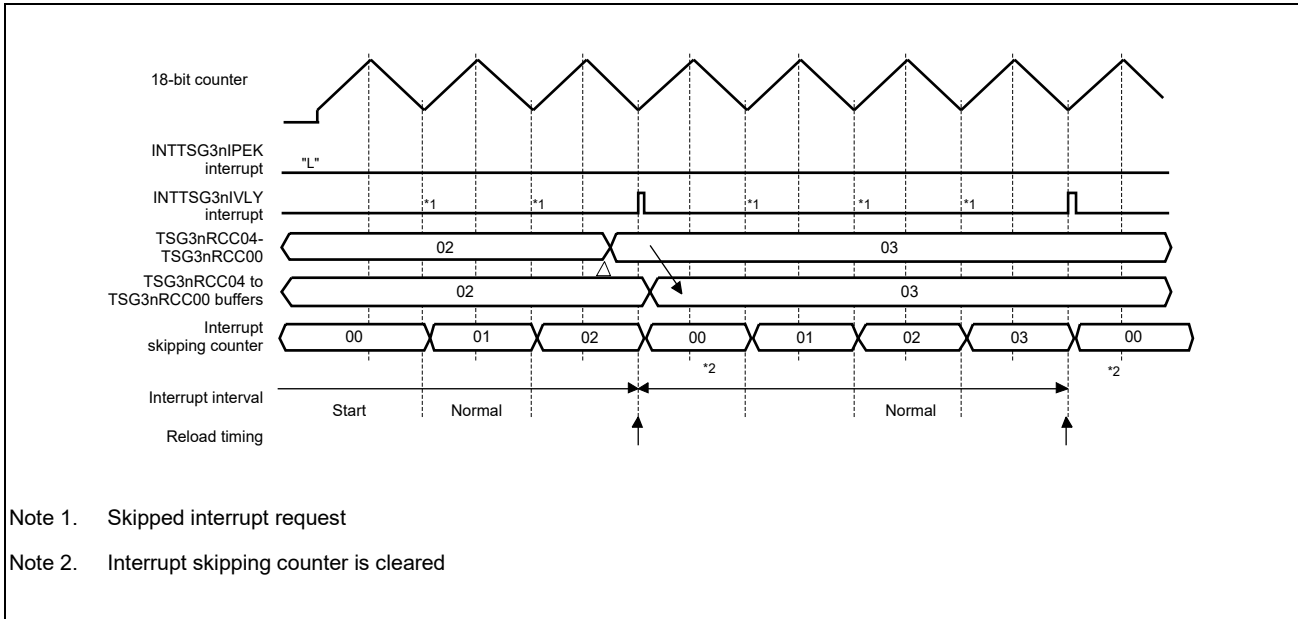 18-bit counter
INTTSG3nIPEK
interrupt
"L"
INTTSG3nIVLY
interrupt
*1 *1 *1 *1 *1
TSG3nRCC04-
TSG3nRCC00
02 03
TSG3nRCC04 to
TSG3nRCC00 buffers
02 03
Interrupt
skipping counter
00 01 02 00 01 02 03 00
*2 *2
Interrupt interval
Start Normal Normal
Reload timing
Note 1. Skipped interrupt request
Note 2. Interrupt skipping counter is cleared